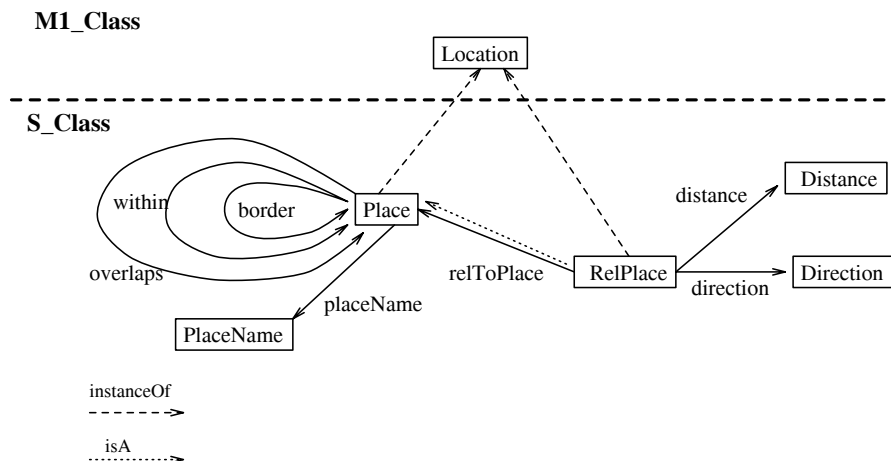 M1_Class
Location
S_Class
within
border
Place
distance
Distance
overlaps
relToPlace
RelPlace
direction
Direction
placeName
PlaceName
instanceOf
isA